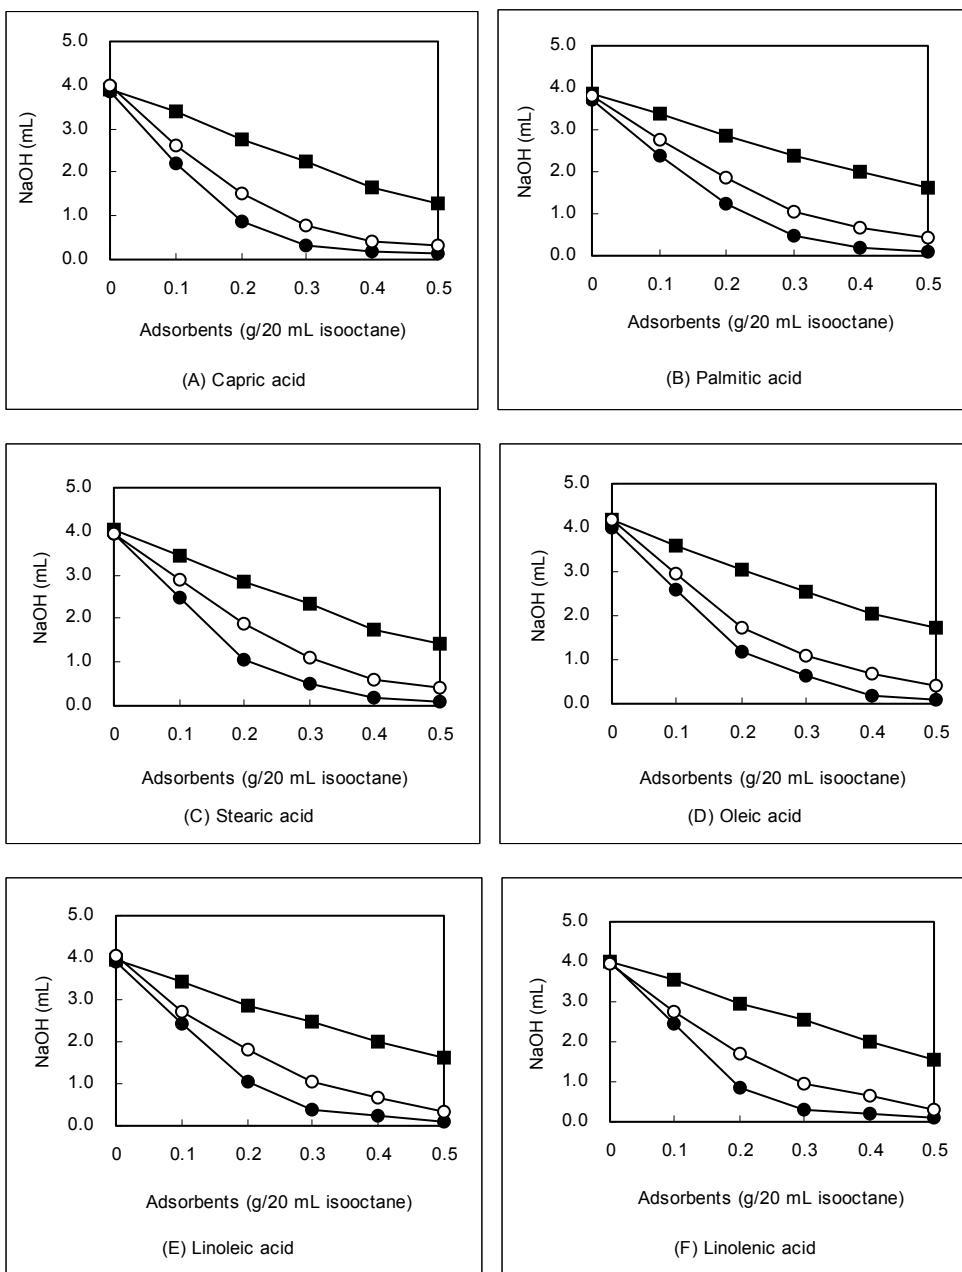 5.0
4.0
3.0
2.0
1.0
0.0
NaOH (mL)
0 0.1 0.2 0.3 0.4 0.5
Adsorbents (g/20 mL isooctane)
(A) Capric acid
5.0
4.0
3.0
2.0
1.0
0.0
NaOH (mL)
0 0.1 0.2 0.3 0.4 0.5
Adsorbents (g/20 mL isooctane)
(B) Palmitic acid
5.0
4.0
3.0
2.0
1.0
0.0
NaOH (mL)
0 0.1 0.2 0.3 0.4 0.5
Adsorbents (g/20 mL isooctane)
(C) Stearic acid
5.0
4.0
3.0
2.0
1.0
0.0
NaOH (mL)
0 0.1 0.2 0.3 0.4 0.5
Adsorbents (g/20 mL isooctane)
(D) Oleic acid
5.0
4.0
3.0
2.0
1.0
0.0
NaOH (mL)
0 0.1 0.2 0.3 0.4 0.5
Adsorbents (g/20 mL isooctane)
(E) Linoleic acid
5.0
4.0
3.0
2.0
1.0
0.0
NaOH (mL)
0 0.1 0.2 0.3 0.4 0.5
Adsorbents (g/20 mL isooctane)
(F) Linolenic acid